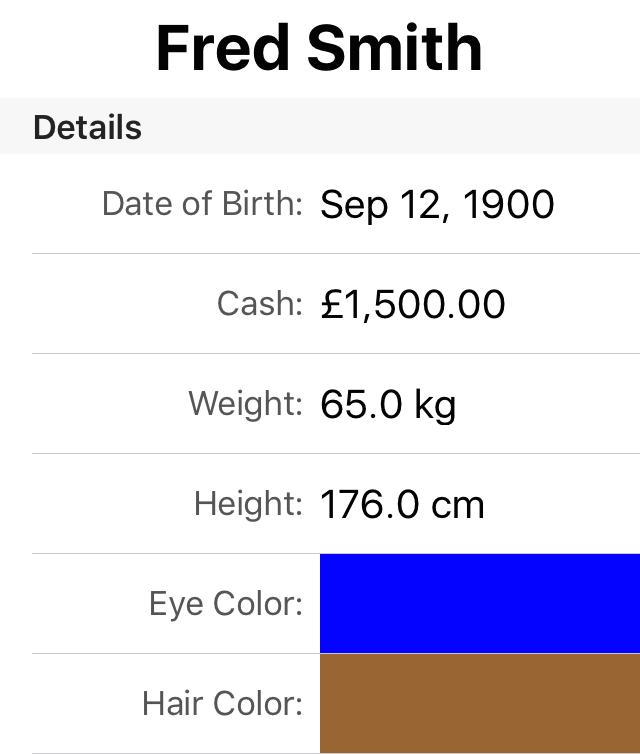 Fred Smith
Details
Date of Birth: Sep 12, 1900
Cash: £1,500.00
Weight: 65.0 kg
Height: 176.0 cm
Eye Color:
Hair Color: